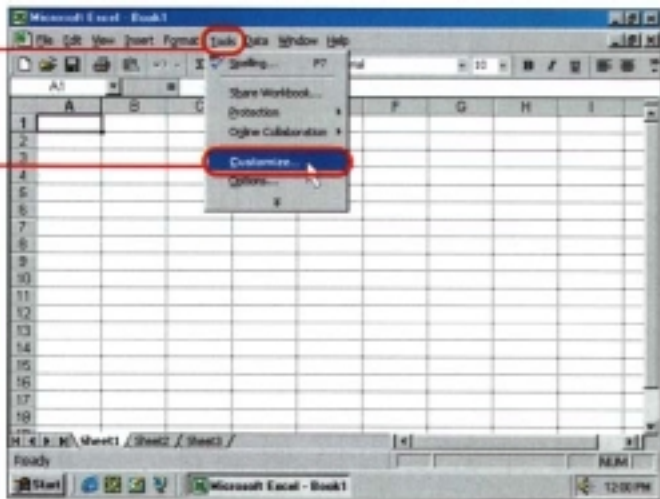 Microsoft Excel - Book1
File Edit View Insert Format Tools Data Window Help
10 B I U
A1 =
Spelling... F7
Share Workbook...
Protection
Online Collaboration
Customize...
Options...
A B C F G H I
1
2
3
4
5
6
7
8
9
10
11
12
13
14
15
16
17
18
Sheet1 / Sheet2 / Sheet3 /
Ready NUM
Start Microsoft Excel - Book1 12:00 PM